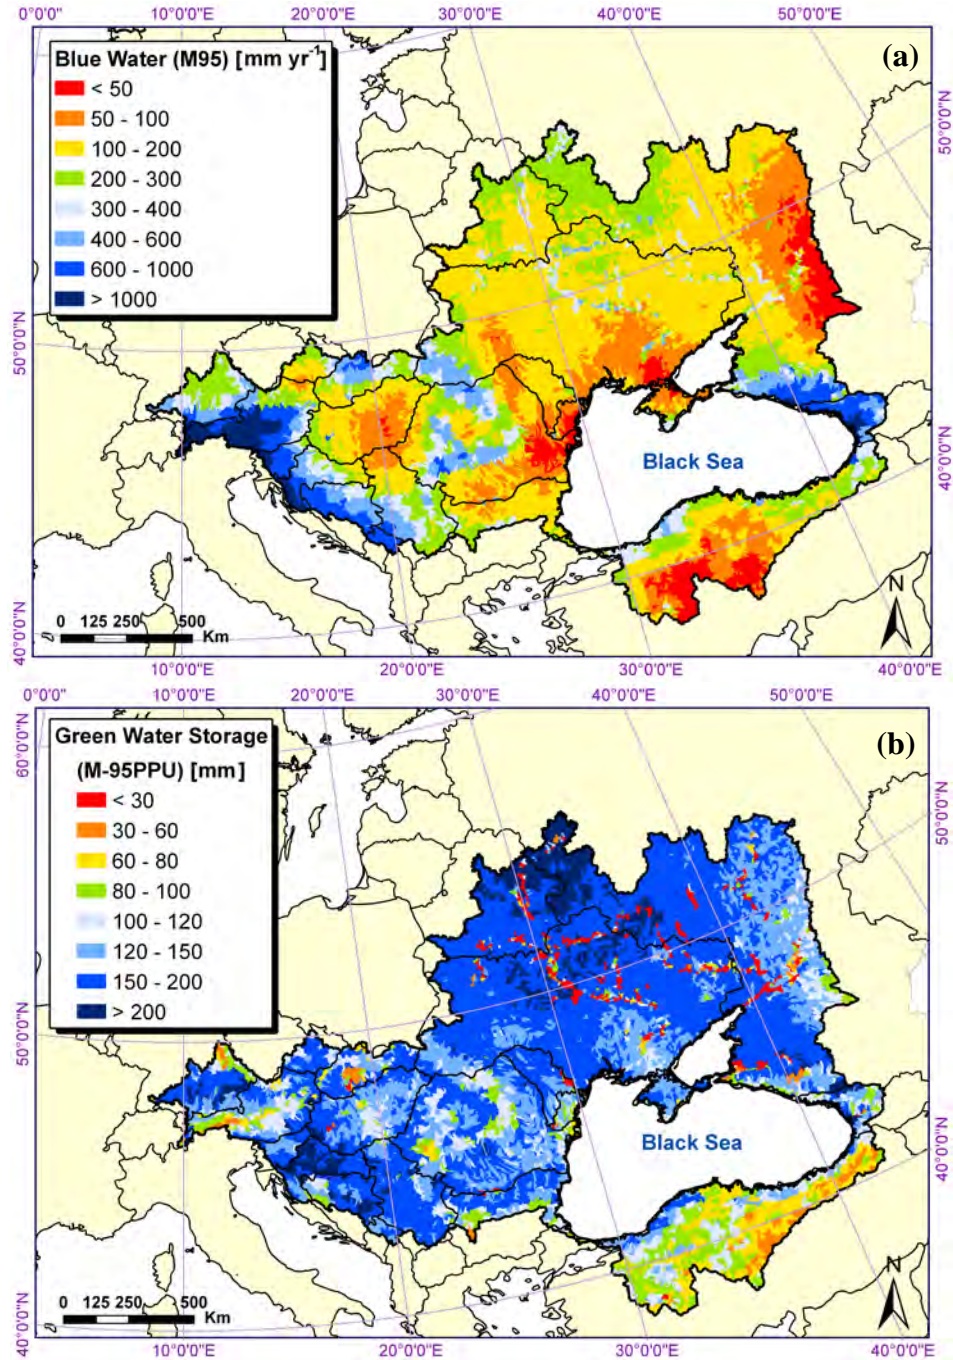 0°0'0" 10°0'0"E 20°0'0"E 30°0'0"E 40°0'0"E 50°0'0"E
(a)
Blue Water (M95) [mm yr-1]
< 50
50 - 100
100 - 200
200 - 300
300 - 400
400 - 600
600 - 1000
> 1000
60°0'0"N
50°0'0"N
50°0'0"N
40°0'0"N
40°0'0"N
Black Sea
N
0 125 250 500
Km
10°0'0"E 20°0'0"E 30°0'0"E 40°0'0"E
0°0'0" 10°0'0"E 20°0'0"E 30°0'0"E 40°0'0"E 50°0'0"E
(b)
Green Water Storage
(M-95PPU) [mm]
< 30
30 - 60
60 - 80
80 - 100
100 - 120
120 - 150
150 - 200
> 200
60°0'0"N
50°0'0"N
50°0'0"N
40°0'0"N
40°0'0"N
Black Sea
N
0 125 250 500
Km
10°0'0"E 20°0'0"E 30°0'0"E 40°0'0"E